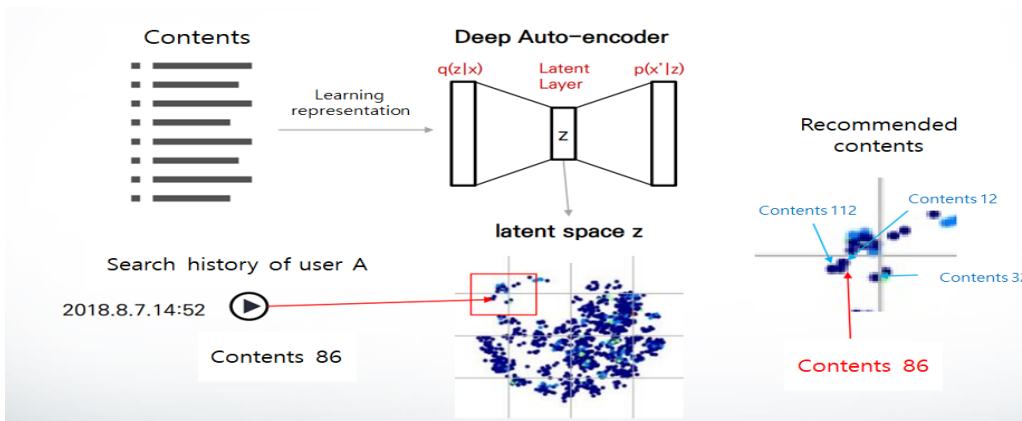 Contents
Learning
representation
Deep Auto-encoder
q(z|x)
Latent
Layer
p(x'|z)
z
latent space z
Search history of user A
2018.8.7.14:52
Contents 86
Recommended
contents
Contents 112
Contents 12
Contents 32
Contents 86